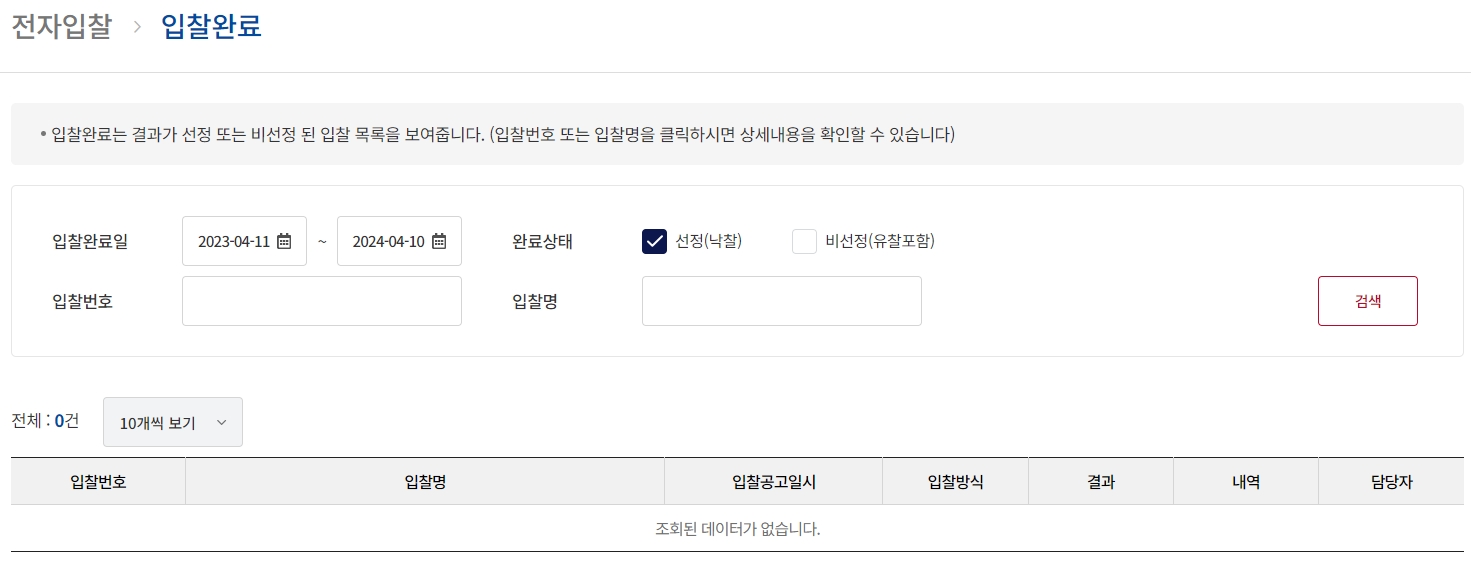 전자입찰 > 입찰완료
• 입찰완료는 결과가 선정 또는 비선정 된 입찰 목록을 보여줍니다. (입찰번호 또는 입찰명을 클릭하시면 상세내용을 확인할 수 있습니다)
입찰완료일 2023-04-11 ~ 2024-04-10 완료상태 선정(낙찰) 비선정(유찰포함)
입찰번호 입찰명 검색
전체 : 0건 10개씩 보기
입찰번호 입찰명 입찰공고일시 입찰방식 결과 내역 담당자
조회된 데이터가 없습니다.